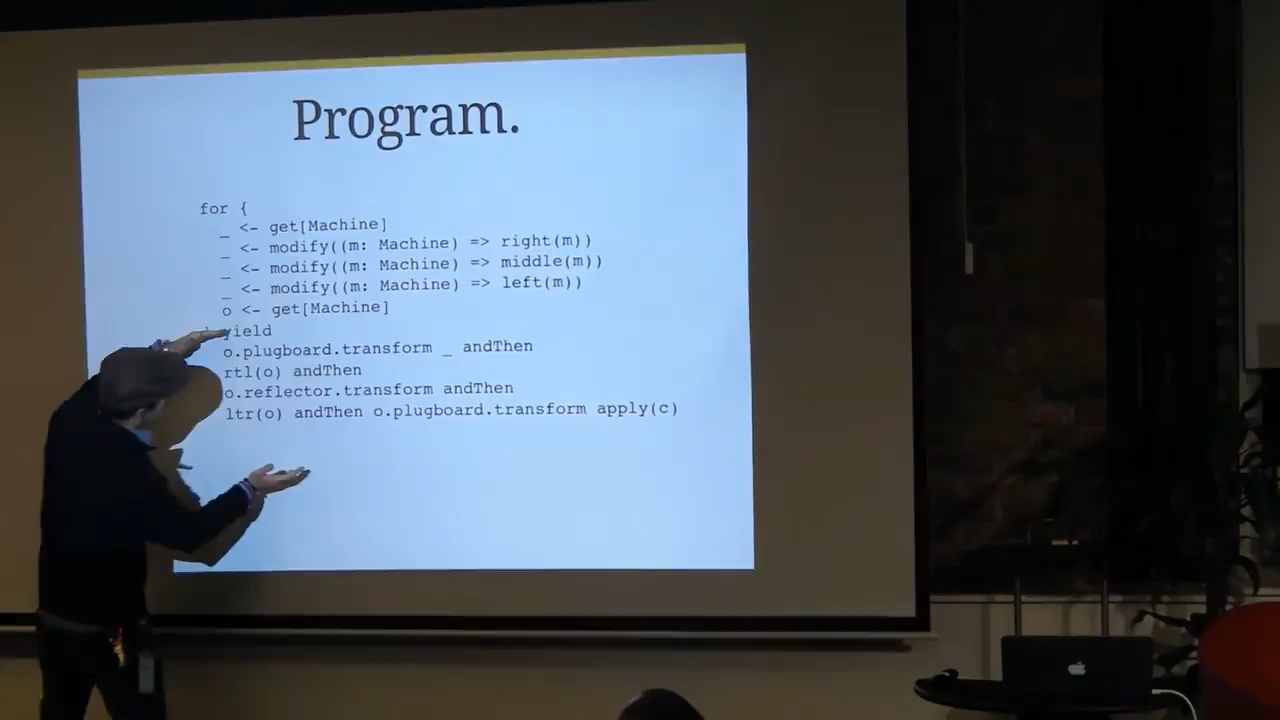 Program.
for {
_ <- get[Machine]
_ <- modify((m: Machine) => right(m))
_ <- modify((m: Machine) => middle(m))
_ <- modify((m: Machine) => left(m))
o <- get[Machine]
yield
o.plugboard.transform _ andThen
rtl(o) andThen
o.reflector.transform andThen
ltr(o) andThen o.plugboard.transform apply(c)